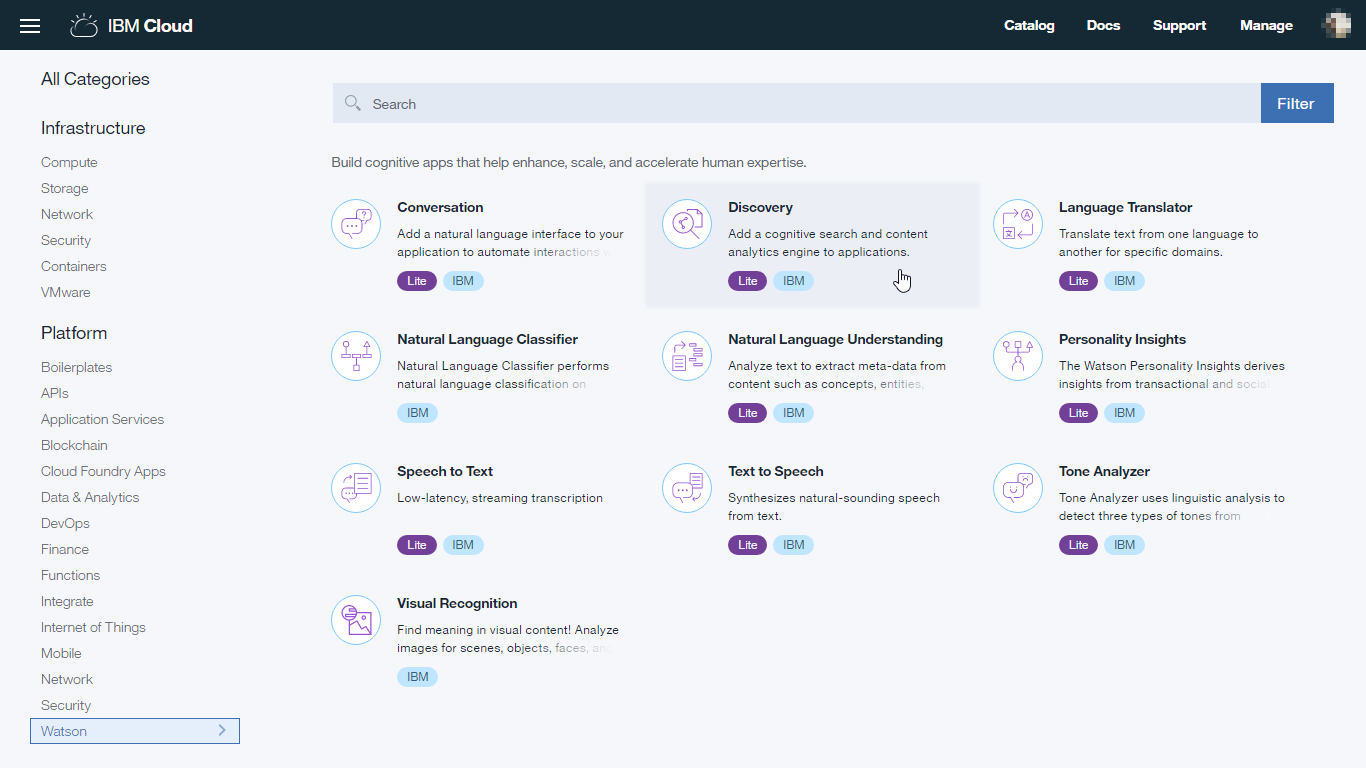 IBM Cloud
Catalog
Docs
Support
Manage
All Categories
Infrastructure
Compute
Storage
Network
Security
Containers
VMware
Platform
Boilerplates
APIs
Application Services
Blockchain
Cloud Foundry Apps
Data & Analytics
DevOps
Finance
Functions
Integrate
Internet of Things
Mobile
Network
Security
Watson
Search
Filter
Build cognitive apps that help enhance, scale, and accelerate human expertise.
Conversation
Add a natural language interface to your
application to automate interactions w
Lite
IBM
Discovery
Add a cognitive search and content
analytics engine to applications.
Lite
IBM
Language Translator
Translate text from one language to
another for specific domains.
Lite
IBM
Natural Language Classifier
Natural Language Classifier performs
natural language classification on
IBM
Natural Language Understanding
Analyze text to extract meta-data from
content such as concepts, entities,
Lite
IBM
Personality Insights
The Watson Personality Insights derives
insights from transactional and social
Lite
IBM
Speech to Text
Low-latency, streaming transcription
Lite
IBM
Text to Speech
Synthesizes natural-sounding speech
from text.
Lite
IBM
Tone Analyzer
Tone Analyzer uses linguistic analysis to
detect three types of tones from
Lite
IBM
Visual Recognition
Find meaning in visual content! Analyze
images for scenes, objects, faces, an
IBM